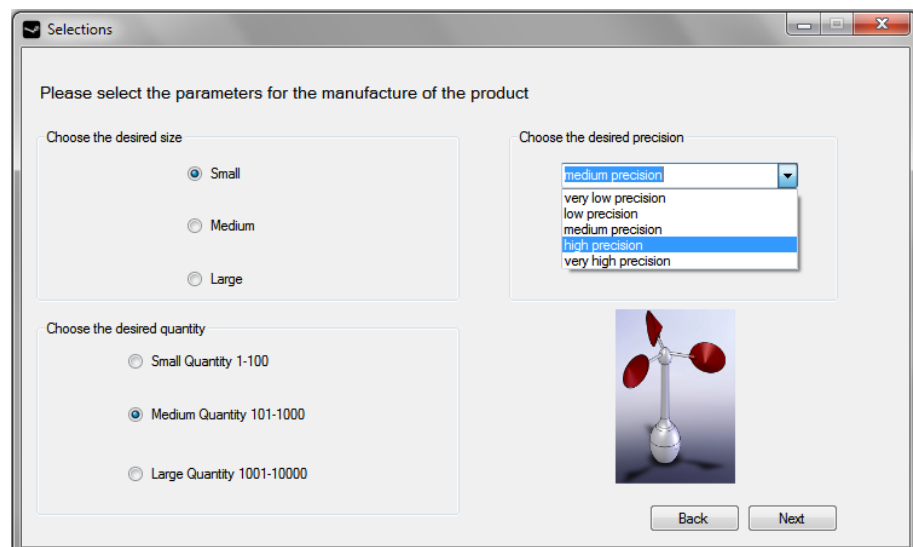 Selections
Please select the parameters for the manufacture of the product
Choose the desired size
Small
Medium
Large
Choose the desired precision
medium precision
very low precision
low precision
medium precision
high precision
very high precision
Choose the desired quantity
Small Quantity 1-100
Medium Quantity 101-1000
Large Quantity 1001-10000
Back
Next